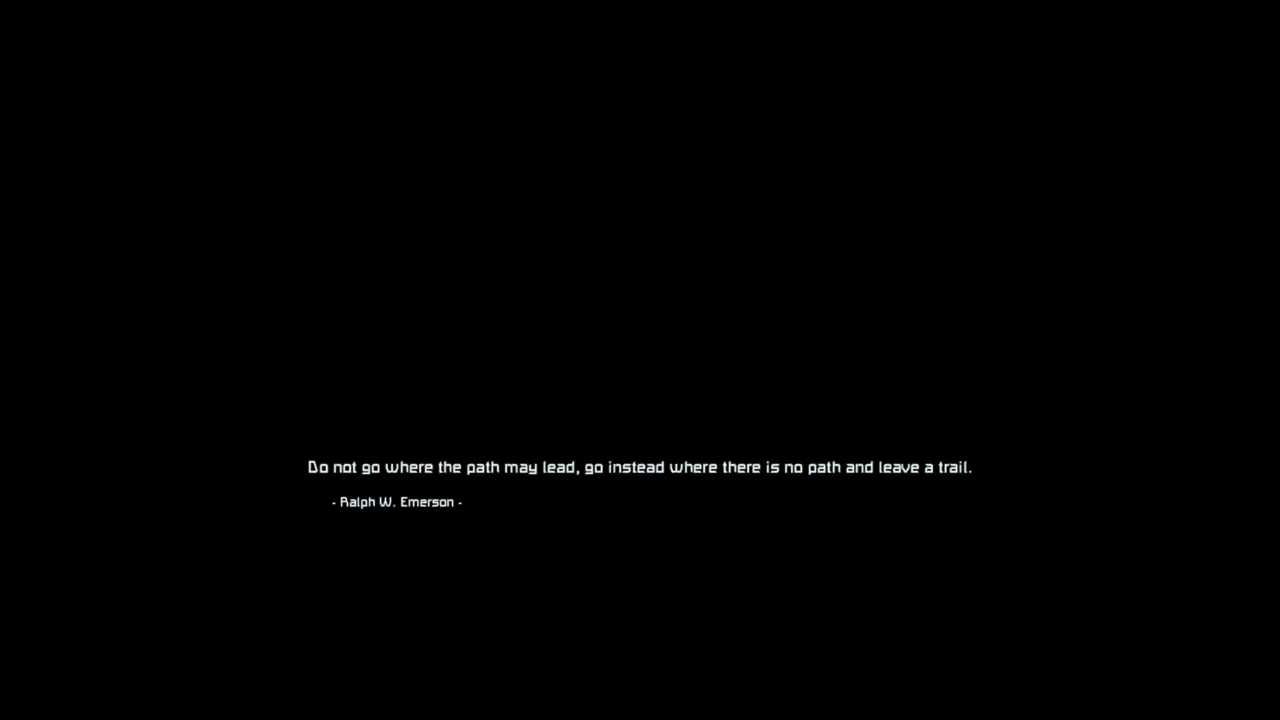 Do not go where the path may lead, go instead where there is no path and leave a trail.
- Ralph W. Emerson -